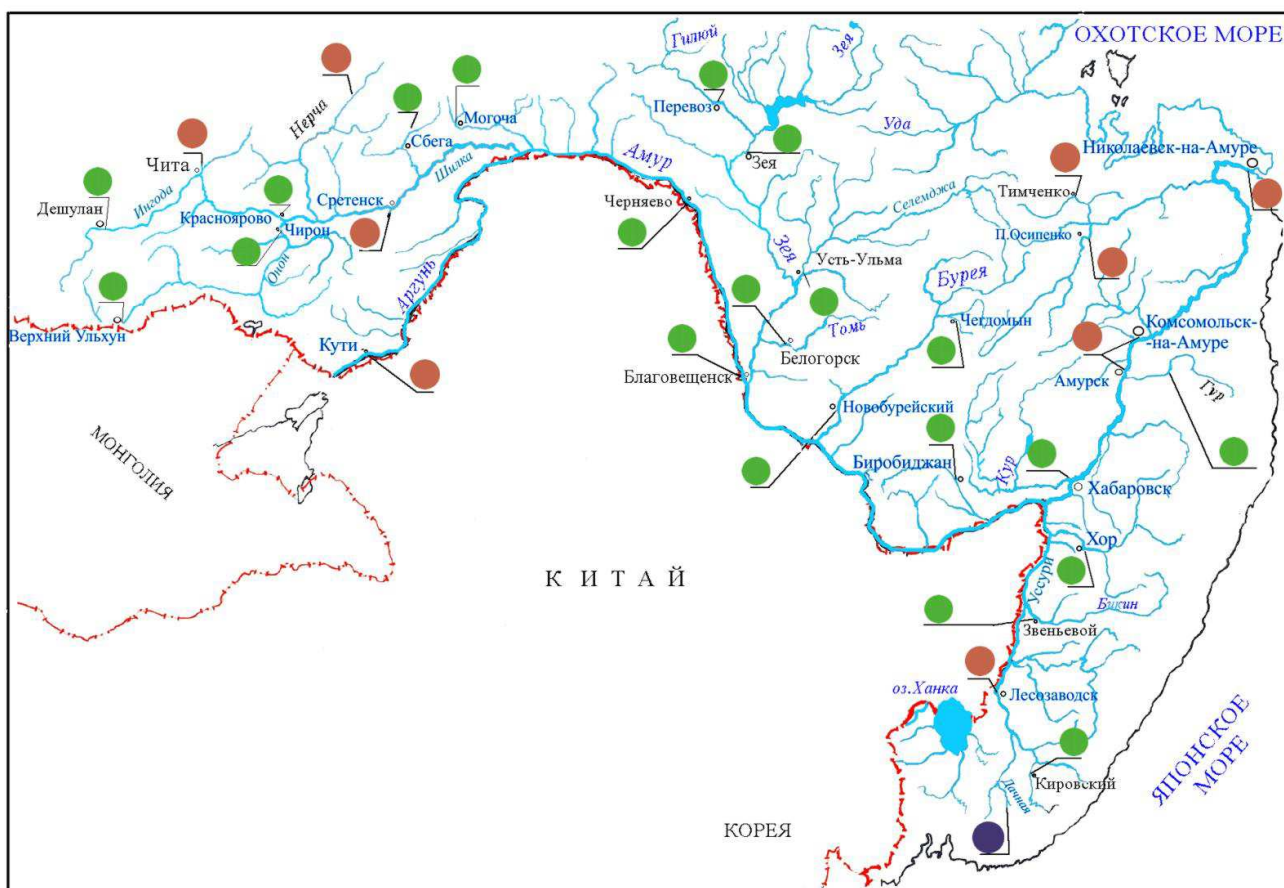 ОХОТСКОЕ МОРЕ
Гилюй
Зея
Перевоз
Нерча
Могоча
Сбега
Уда
Зея
Николаевск-на-Амуре
Чита
Шилка
Амур
Тимченко
Ингода
Дешулан
Красноярово
Сретенск
Черняево
Селемджа
Чирон
П.Осипенко
Онон
Зея
Усть-Ульма
Аргунь
Бурея
Верхний Ульхун
Томь
Чегдомын
Комсомольск-
-на-Амуре
Кути
Белогорск
Благовещенск
Амурск
Гур
Новобурейский
МОНГОЛИЯ
Биробиджан
Кур
Хабаровск
Хор
КИТАЙ
Уссури
Бикин
Звеньевой
оз.Ханка
Лесозаводск
ЯПОНСКОЕ
МОРЕ
Кировский
Дачная
КОРЕЯ